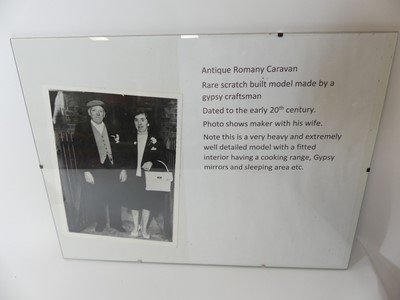 Antique Romany Caravan
Rare scratch built model made by a
gypsy craftsman
Dated to the early 20th century.
Photo shows maker with his wife.
Note this is a very heavy and extremely
well detailed model with a fitted
interior having a cooking range, Gypsy
mirrors and sleeping area etc.